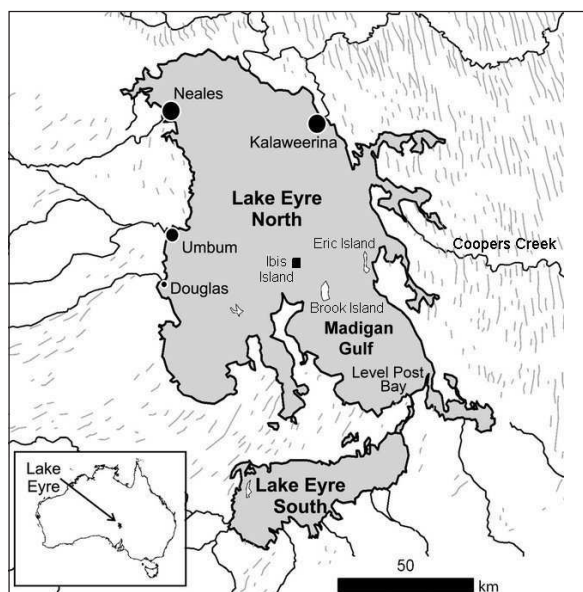 Neales
Kalaweerina
Lake Eyre
North
Coopers Creek
Umbum
Eric Island
Ibis
Island
Douglas
Brook Island
Madigan
Gulf
Level Post
Bay
Lake
Eyre
Lake Eyre
South
50
km